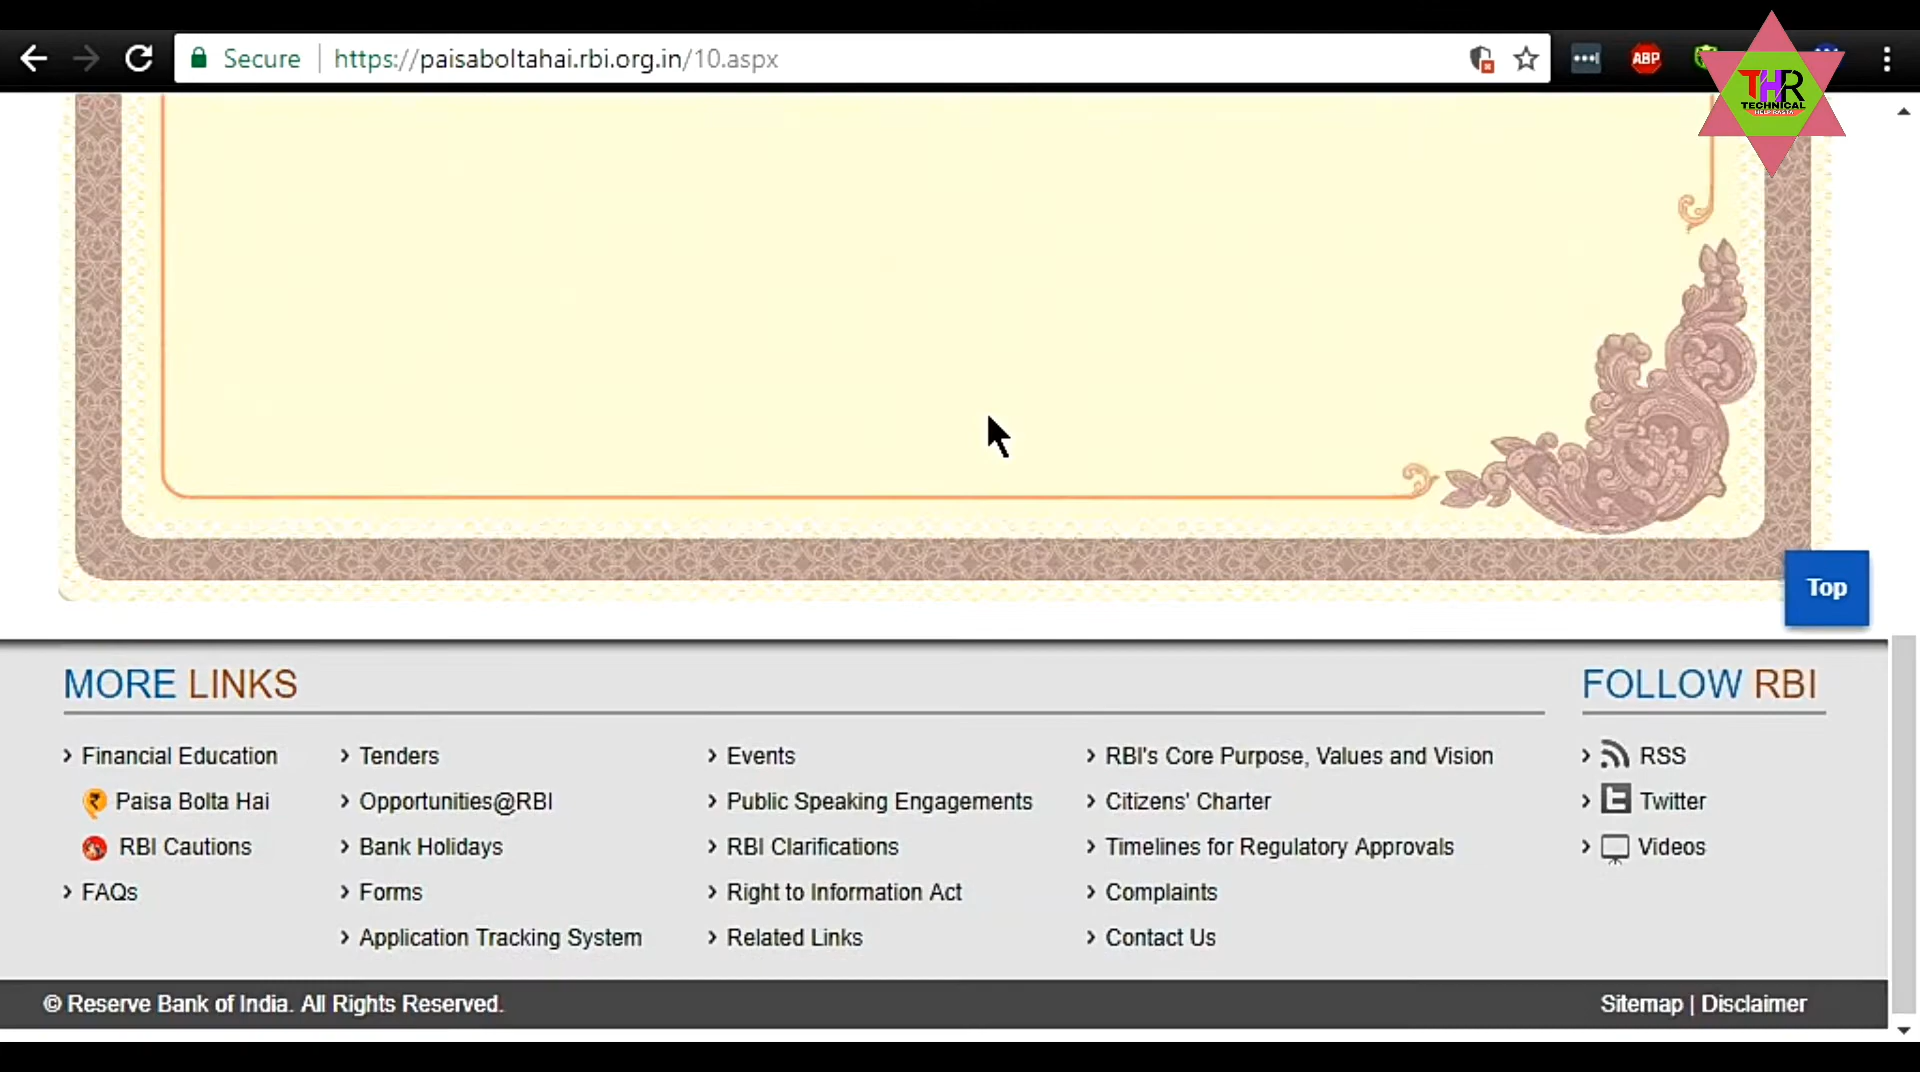 Secure
https://paisaboltahai.rbi.org.in/10.aspx
ABP
THR
TECHNICAL
HELP RASTA
Top
MORE LINKS
FOLLOW RBI
Financial Education
Paisa Bolta Hai
RBI Cautions
FAQs
Tenders
Opportunities@RBI
Bank Holidays
Forms
Application Tracking System
Events
Public Speaking Engagements
RBI Clarifications
Right to Information Act
Related Links
RBI's Core Purpose, Values and Vision
Citizens' Charter
Timelines for Regulatory Approvals
Complaints
Contact Us
RSS
Twitter
Videos
© Reserve Bank of India. All Rights Reserved.
Sitemap | Disclaimer